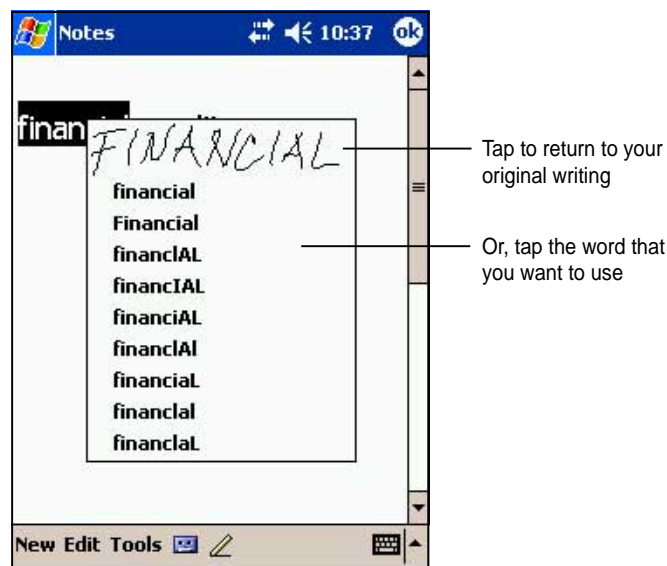 Notes 10:37 ok
finan
FINANCIAL
financial
Financial
financlAL
financIAL
financiAL
financlAl
financiaL
financlal
financlaL
New Edit Tools
Tap to return to your
original writing
Or, tap the word that
you want to use